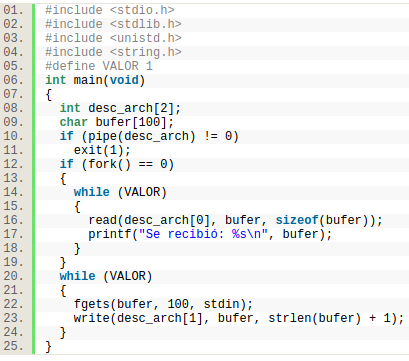 01. #include <stdio.h>
02. #include <stdlib.h>
03. #include <unistd.h>
04. #include <string.h>
05. #define VALOR 1
06. int main(void)
07. {
08.   int desc_arch[2];
09.   char bufer[100];
10.   if (pipe(desc_arch) != 0)
11.     exit(1);
12.   if (fork() == 0)
13.   {
14.     while (VALOR)
15.     {
16.       read(desc_arch[0], bufer, sizeof(bufer));
17.       printf("Se recibió: %s\n", bufer);
18.     }
19.   }
20.   while (VALOR)
21.   {
22.     fgets(bufer, 100, stdin);
23.     write(desc_arch[1], bufer, strlen(bufer) + 1);
24.   }
25. }